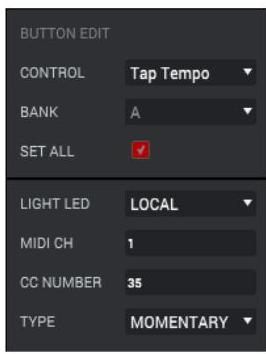 BUTTON EDIT
CONTROL Tap Tempo
BANK A
SET ALL
LIGHT LED LOCAL
MIDI CH 1
CC NUMBER 35
TYPE MOMENTARY